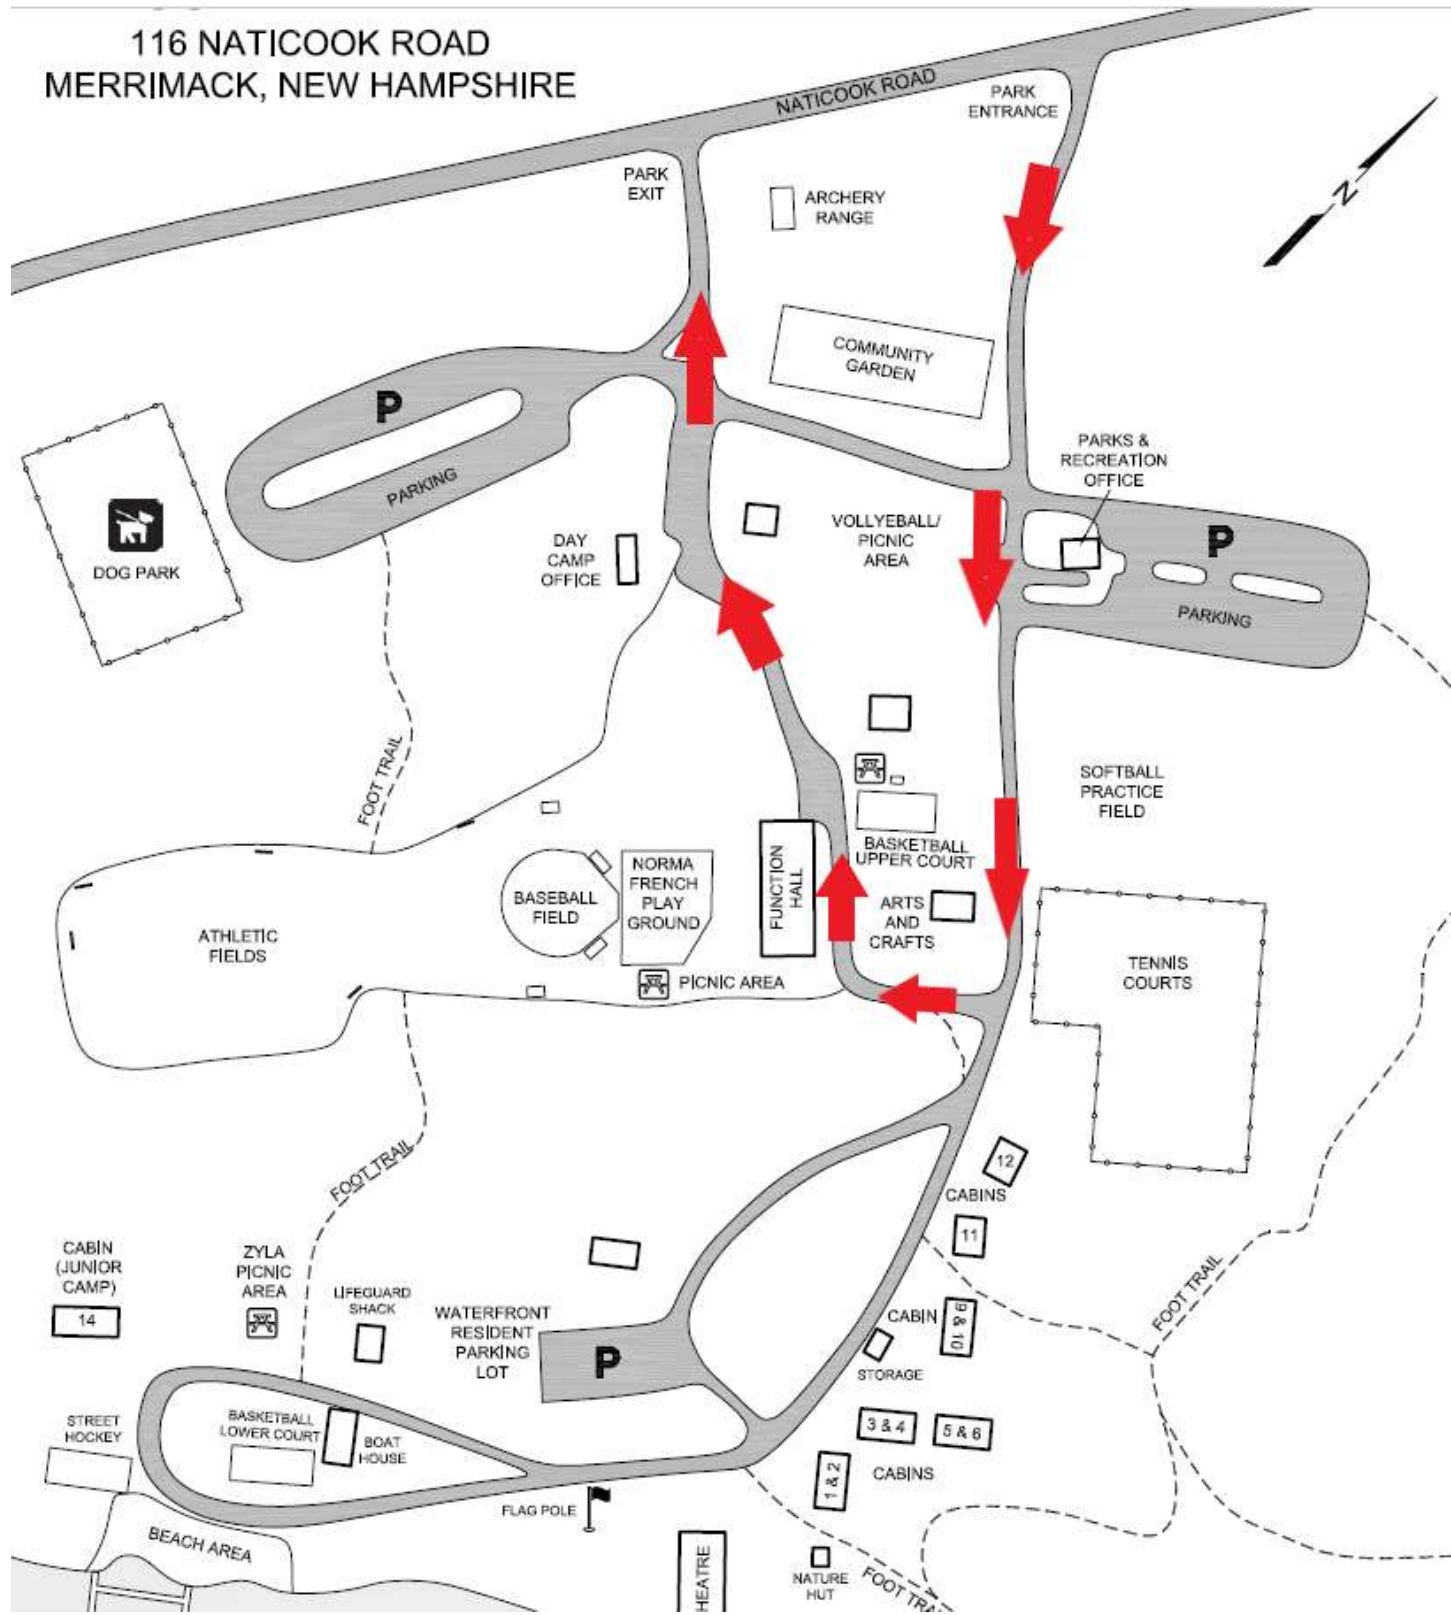 116 NATICOOK ROAD
MERRIMACK, NEW HAMPSHIRE
NATICOOK ROAD
PARK
ENTRANCE
PARK
EXIT
ARCHERY
RANGE
N
COMMUNITY
GARDEN
P
PARKING
PARKS &
RECREATION
OFFICE
VOLLYEBALL/
PICNIC
AREA
P
PARKING
DAY
CAMP
OFFICE
DOG PARK
FOOT TRAIL
SOFTBALL
PRACTICE
FIELD
BASKETBALL
UPPER COURT
FUNCTION
HALL
NORMA
FRENCH
PLAY
GROUND
BASEBALL
FIELD
ARTS
AND
CRAFTS
ATHLETIC
FIELDS
PICNIC AREA
TENNIS
COURTS
FOOT TRAIL
12
CABINS
11
CABIN
(JUNIOR
CAMP)
14
ZYLA
PICNIC
AREA
LIFEGUARD
SHACK
WATERFRONT
RESIDENT
PARKING
LOT
P
CABIN
9 & 10
STORAGE
FOOT TRAIL
STREET
HOCKEY
BASKETBALL
LOWER COURT
BOAT
HOUSE
3 & 4
5 & 6
1 & 2
CABINS
FLAG POLE
BEACH AREA
HEATRE
NATURE
HUT
FOOT TRA